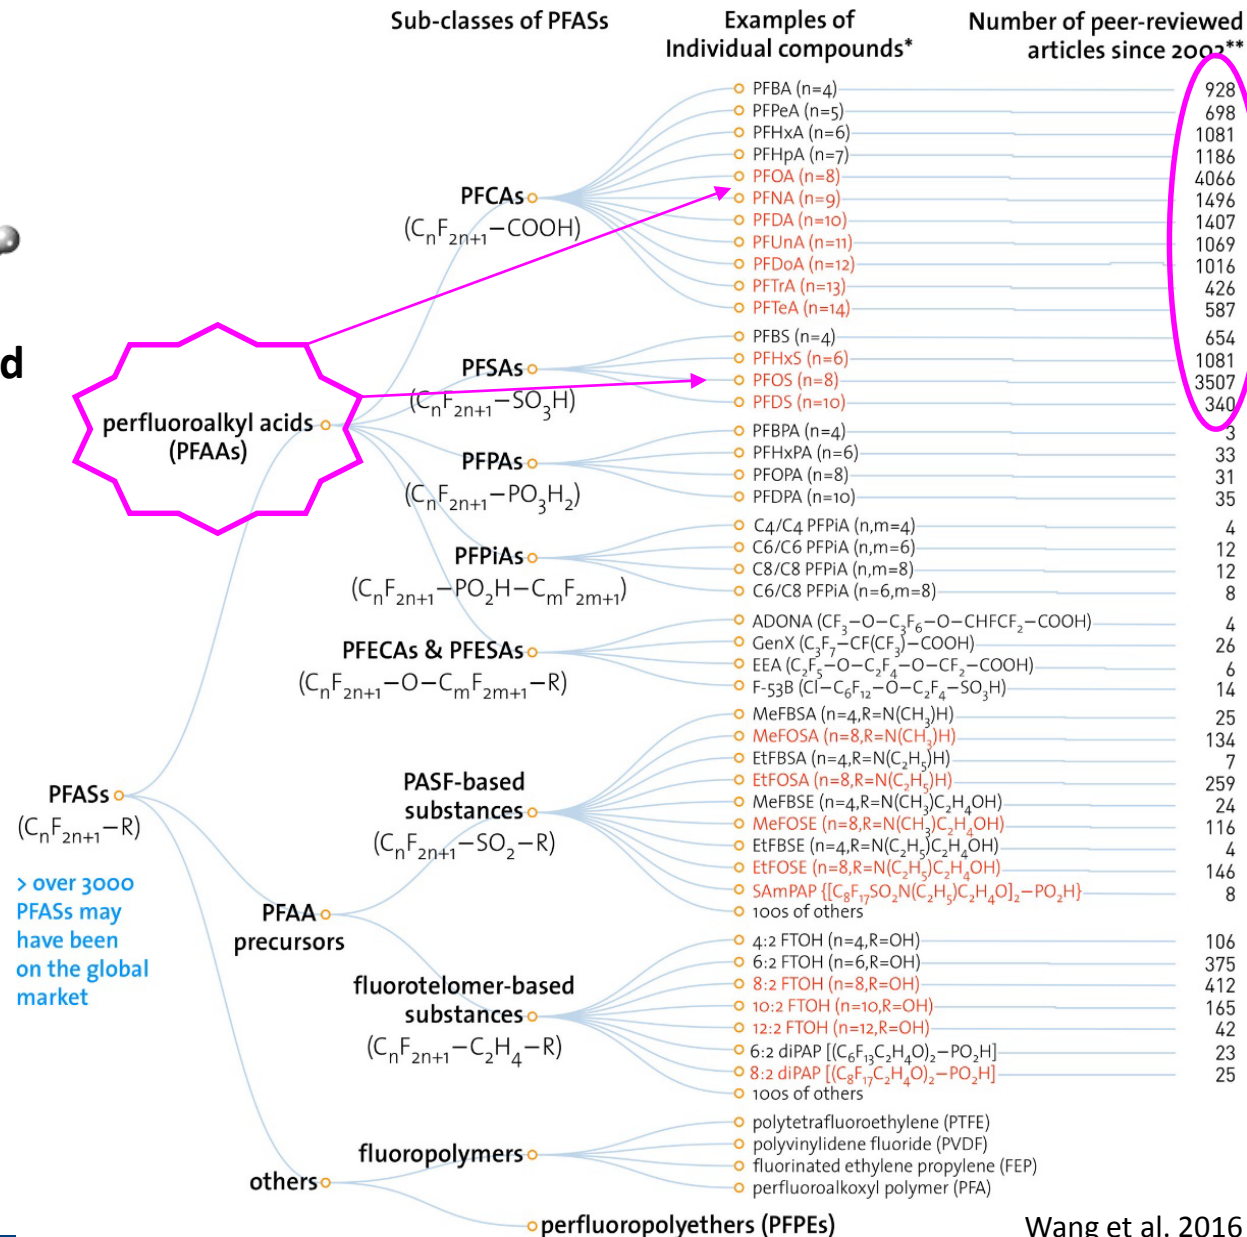 Sub-classes of PFASs
Examples of
Individual compounds*
Number of peer-reviewed
articles since 2002**
PFBA (n=4) 928
PFPeA (n=5) 698
PFHxA (n=6) 1081
PFHpA (n=7) 1186
PFOA (n=8) 4066
PFNA (n=9) 1496
PFDA (n=10) 1407
PFUnA (n=11) 1069
PFDoA (n=12) 1016
PFTrA (n=13) 426
PFTeA (n=14) 587
PFCAs
(CₙF₂ₙ₊₁–COOH)
PFBS (n=4) 654
PFHxS (n=6) 1081
PFOS (n=8) 3507
PFDS (n=10) 340
PFSAs
(CₙF₂ₙ₊₁–SO₃H)
d
perfluoroalkyl acids
(PFAAs)
PFBPA (n=4) 3
PFHxPA (n=6) 33
PFOPA (n=8) 31
PFDPA (n=10) 35
PFPAs
(CₙF₂ₙ₊₁–PO₃H₂)
C4/C4 PFPiA (n,m=4) 4
C6/C6 PFPiA (n,m=6) 12
C8/C8 PFPiA (n,m=8) 12
C6/C8 PFPiA (n=6,m=8) 8
PFPiAs
(CₙF₂ₙ₊₁–PO₂H–CₘF₂ₘ₊₁)
ADONA (CF₃–O–C₃F₆–O–CHFCF₂–COOH) 4
GenX (C₃F₇–CF(CF₃)–COOH) 26
EEA (C₂F₅–O–C₂F₄–O–CF₂–COOH) 6
F-53B (Cl–C₆F₁₂–O–C₂F₄–SO₃H) 14
PFECAs & PFESAs
(CₙF₂ₙ₊₁–O–CₘF₂ₘ₊₁–R)
MeFBSA (n=4,R=N(CH₃)H) 25
MeFOSA (n=8,R=N(CH₃)H) 134
EtFBSA (n=4,R=N(C₂H₅)H) 7
EtFOSA (n=8,R=N(C₂H₅)H) 259
MeFBSE (n=4,R=N(CH₃)C₂H₄OH) 24
MeFOSE (n=8,R=N(CH₃)C₂H₄OH) 116
EtFBSE (n=4,R=N(C₂H₅)C₂H₄OH) 4
EtFOSE (n=8,R=N(C₂H₅)C₂H₄OH) 146
SAmPAP {[C₈F₁₇SO₂N(C₂H₅)C₂H₄O]₂–PO₂H} 8
100s of others
PASF-based
substances
(CₙF₂ₙ₊₁–SO₂–R)
PFASs
(CₙF₂ₙ₊₁–R)
> over 3000
PFASs may
have been
on the global
market
PFAA
precursors
4:2 FTOH (n=4,R=OH) 106
6:2 FTOH (n=6,R=OH) 375
8:2 FTOH (n=8,R=OH) 412
10:2 FTOH (n=10,R=OH) 165
12:2 FTOH (n=12,R=OH) 42
6:2 diPAP [(C₆F₁₃C₂H₄O)₂–PO₂H] 23
8:2 diPAP [(C₈F₁₇C₂H₄O)₂–PO₂H] 25
100s of others
fluorotelomer-based
substances
(CₙF₂ₙ₊₁–C₂H₄–R)
polytetrafluoroethylene (PTFE)
polyvinylidene fluoride (PVDF)
fluorinated ethylene propylene (FEP)
perfluoroalkoxyl polymer (PFA)
fluoropolymers
others
perfluoropolyethers (PFPEs)
Wang et al. 2016